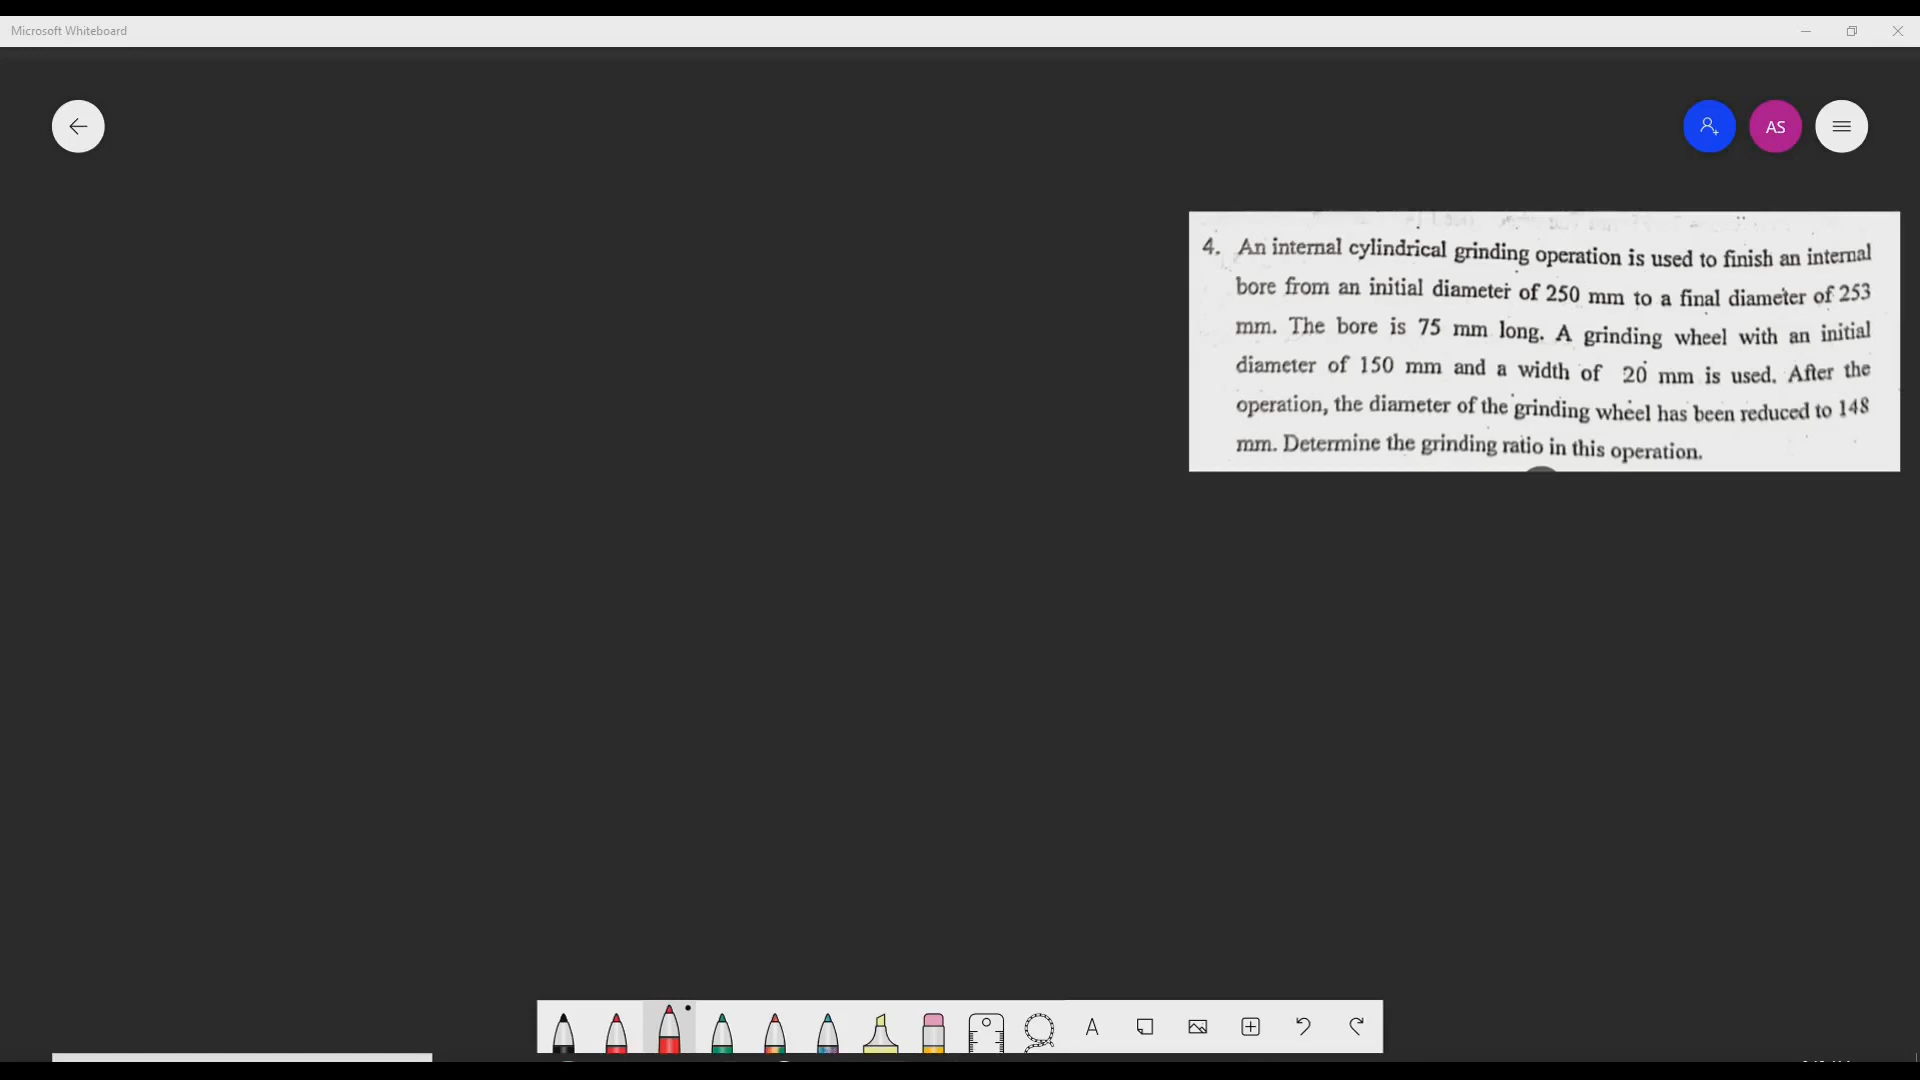 Microsoft Whiteboard
AS
4. An internal cylindrical grinding operation is used to finish an internal
bore from an initial diameter of 250 mm to a final diameter of 253
mm. The bore is 75 mm long. A grinding wheel with an initial
diameter of 150 mm and a width of 20 mm is used. After the
operation, the diameter of the grinding wheel has been reduced to 148
mm. Determine the grinding ratio in this operation.
A